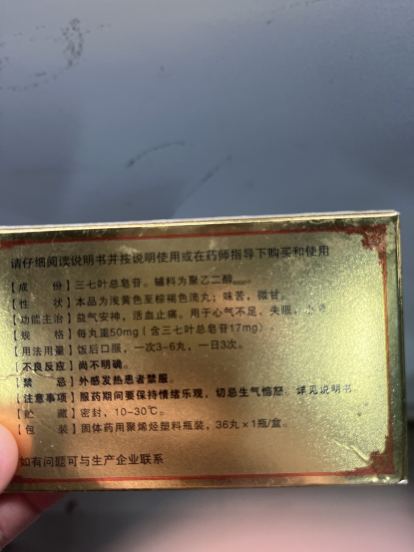 请仔细阅读说明书并按说明使用或在药师指导下购买和使用
【成 份】三七叶总皂苷。辅料为聚乙二醇
【性 状】本品为浅黄色至棕褐色滴丸；味苦、微甘。
【功能主治】益气安神，活血止痛。用于心气不足、失眠、
【规 格】每丸重50mg（含三七叶总皂苷17mg）
【用法用量】饭后口服，一次3-6丸，一日3次。
【不良反应】尚不明确。
【禁 忌】外感发热患者禁服。
【注意事项】服药期间要保持情绪乐观，切忌生气恼怒。详见说明书
【贮 藏】密封，10-30℃。
【包 装】固体药用聚烯烃塑料瓶装，36丸×1瓶/盒。
如有问题可与生产企业联系